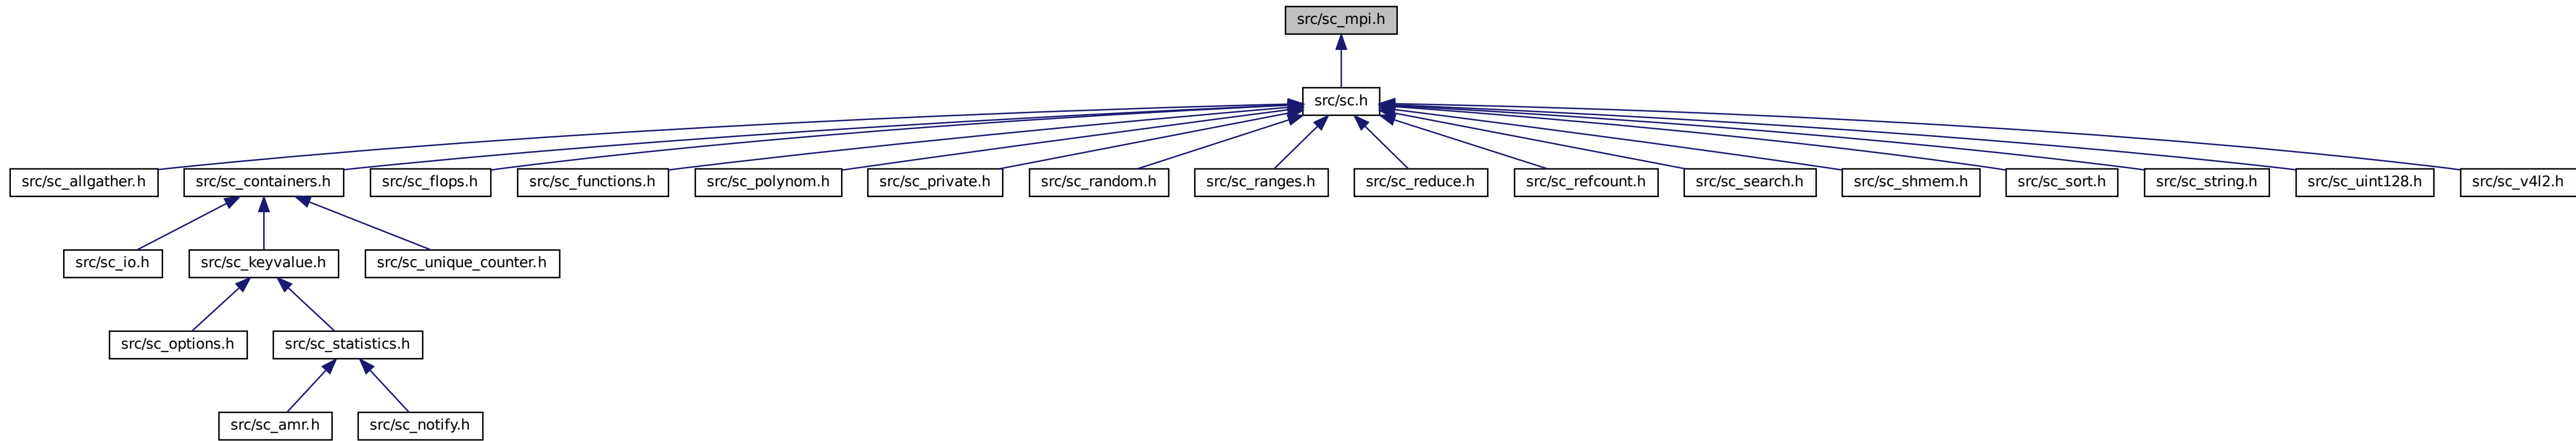 src/sc_mpi.h
src/sc.h
src/sc_allgather.h
src/sc_containers.h
src/sc_flops.h
src/sc_functions.h
src/sc_polynom.h
src/sc_private.h
src/sc_random.h
src/sc_ranges.h
src/sc_reduce.h
src/sc_refcount.h
src/sc_search.h
src/sc_shmem.h
src/sc_sort.h
src/sc_string.h
src/sc_uint128.h
src/sc_v4l2.h
src/sc_io.h
src/sc_keyvalue.h
src/sc_unique_counter.h
src/sc_options.h
src/sc_statistics.h
src/sc_amr.h
src/sc_notify.h